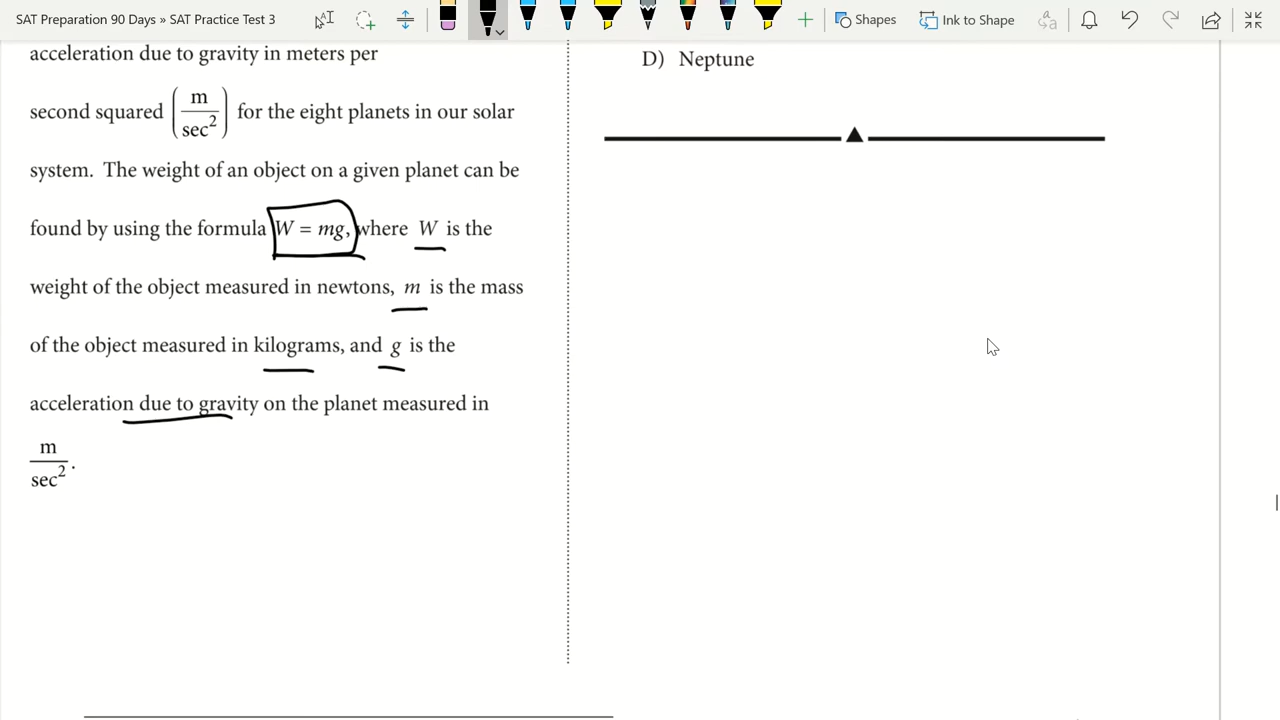 SAT Preparation 90 Days » SAT Practice Test 3
Shapes
Ink to Shape
acceleration due to gravity in meters per
second squared (m/sec²) for the eight planets in our solar
system. The weight of an object on a given planet can be
found by using the formula W = mg, where W is the
weight of the object measured in newtons, m is the mass
of the object measured in kilograms, and g is the
acceleration due to gravity on the planet measured in
m/sec².
D) Neptune